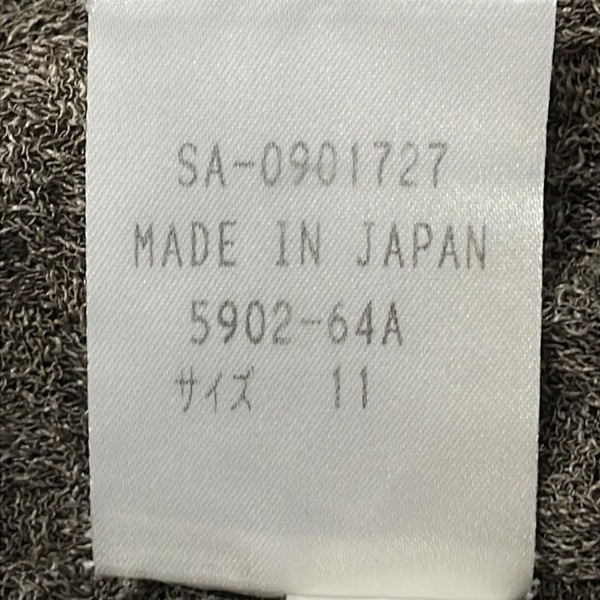 SA-0901727
MADE IN JAPAN
5902-64A
サイズ 11